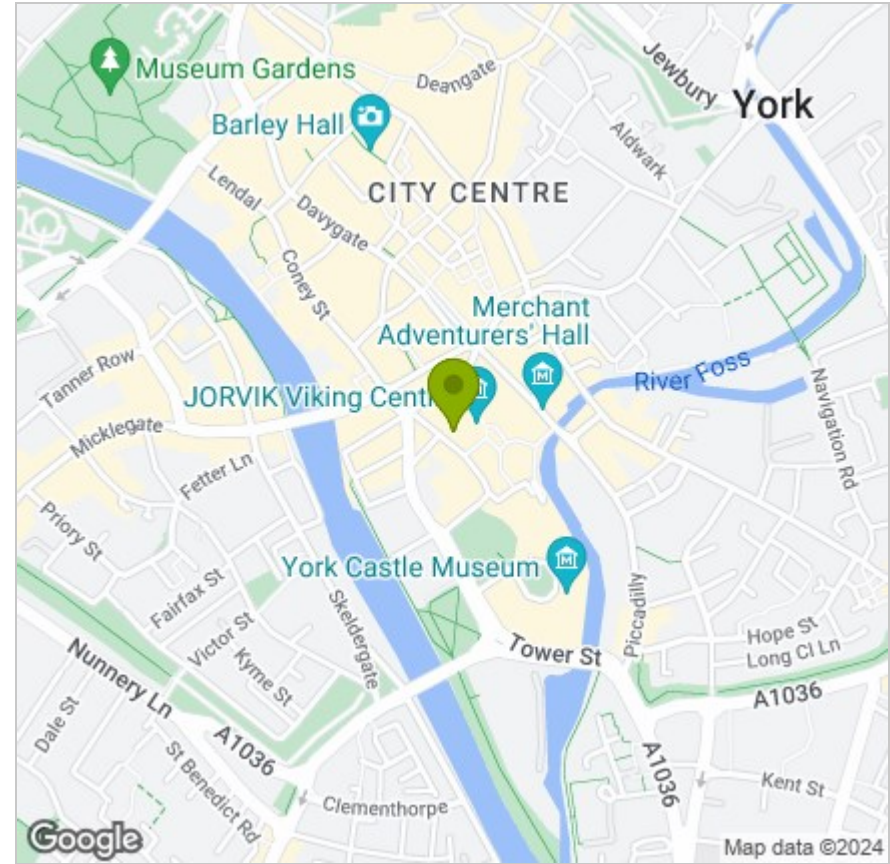 Museum Gardens
Deangate
Jewbury
York
Barley Hall
Aldwark
Lendal
CITY CENTRE
Davygate
Coney St
Merchant
Adventurers' Hall
Tanner Row
River Foss
JORVIK Viking Cent
Navigation Rd
Micklegate
Fetter Ln
Priory St
York Castle Museum
Fairfax St
Skeldergate
Piccadilly
Victor St
Hope St
Long Cl Ln
Nunnery Ln
Kyme St
Tower St
A1036
Dale St
A1036
St Benedict Rd
A1036
Kent St
Clementhorpe
Google
Map data ©2024